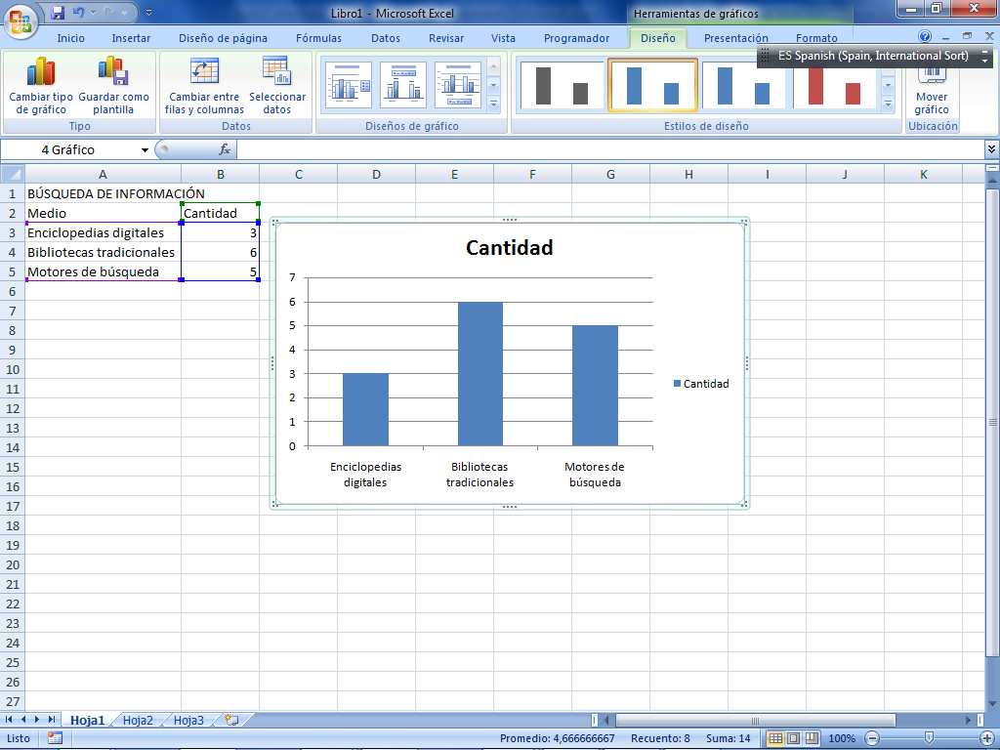 Libro1 - Microsoft Excel
Herramientas de gráficos
Inicio Insertar Diseño de página Fórmulas Datos Revisar Vista Programador Diseño Presentación Formato
ES Spanish (Spain, International Sort)
Cambiar tipo de gráfico
Guardar como plantilla
Cambiar entre filas y columnas
Seleccionar datos
Mover gráfico
Tipo Datos Diseños de gráfico Estilos de diseño Ubicación
4 Gráfico fx
A B C D E F G H I J K
1 BÚSQUEDA DE INFORMACIÓN
2 Medio Cantidad
3 Enciclopedias digitales 3
4 Bibliotecas tradicionales 6
5 Motores de búsqueda 5
6
7
8
9
10
11
12
13
14
15
16
17
18
19
20
21
22
23
24
25
26
27
Cantidad
7
6
5
4
3
2
1
0
Cantidad
Enciclopedias digitales
Bibliotecas tradicionales
Motores de búsqueda
Hoja1 Hoja2 Hoja3
Listo Promedio: 4,666666667 Recuento: 8 Suma: 14 100%